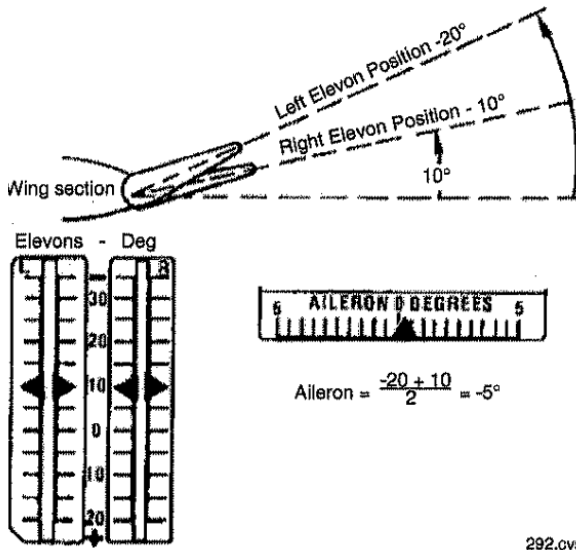 Left Elevon Position -20°
Right Elevon Position - 10°
10°
Wing section
Elevons - Deg
L R
30
20
10
0
10
20
+
5 AILERON DEGREES 5
0
Aileron = -20 + 10 / 2 = -5°
292.cvs